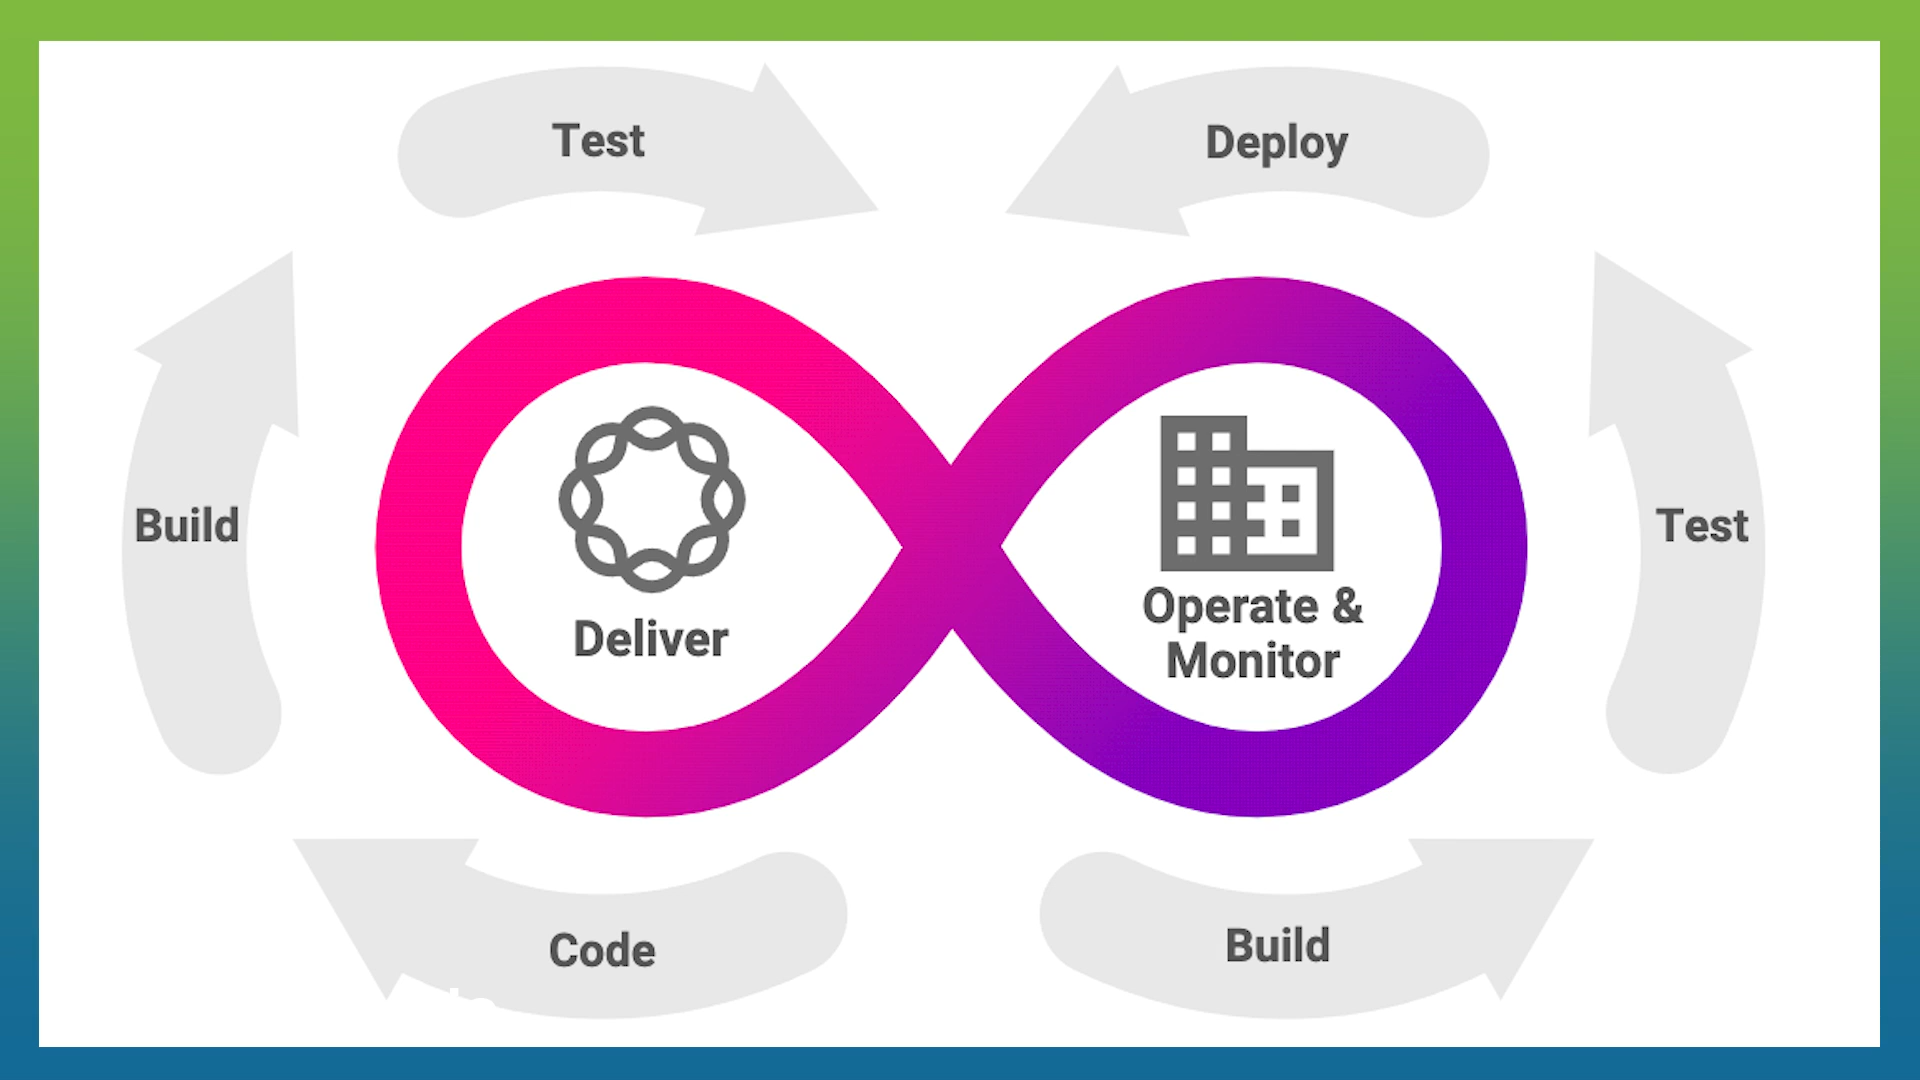 Test
Deploy
Build
Deliver
Operate &
Monitor
Test
Code
Build